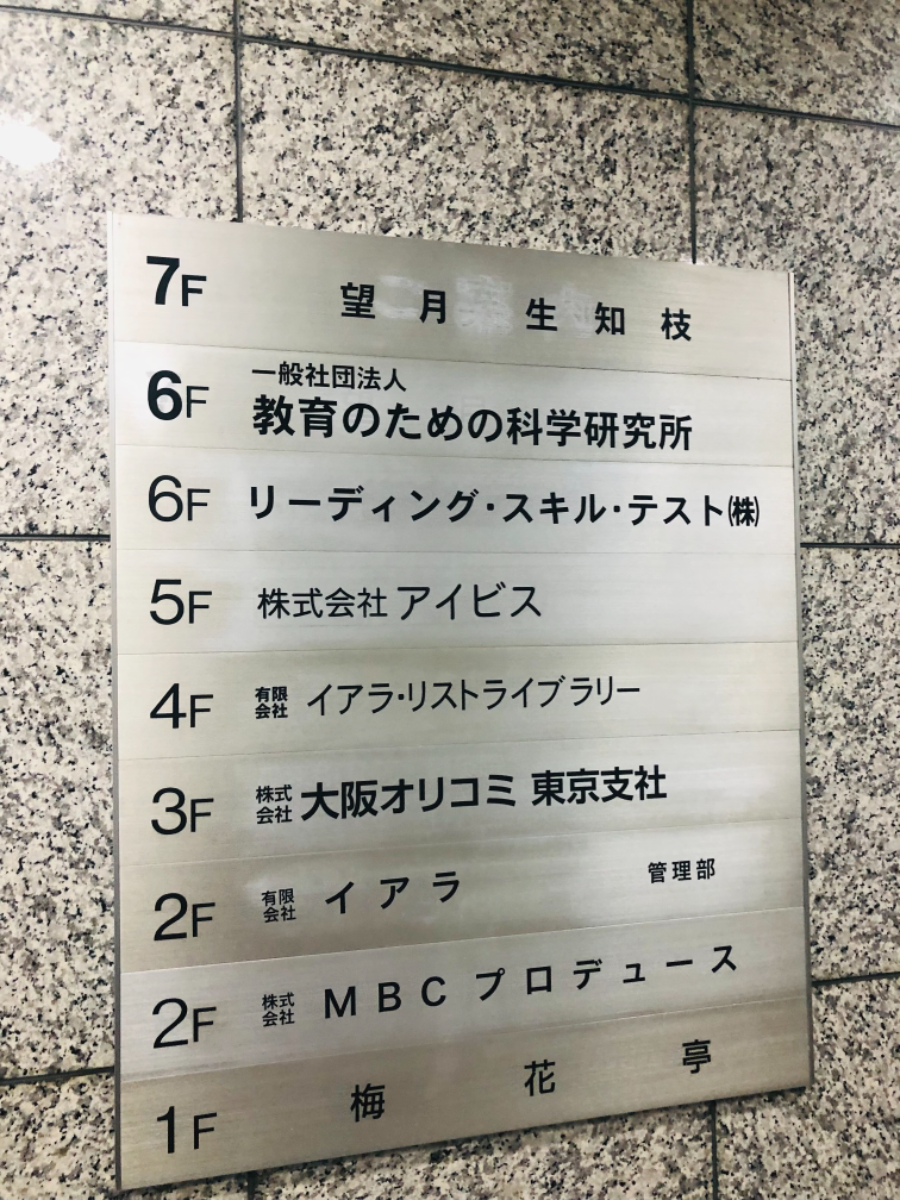 7F 望月 生知枝
6F 一般社団法人
教育のための科学研究所
6F リーディング・スキル・テスト㈱
5F 株式会社 アイビス
4F 有限会社 イアラ・リストライブラリー
3F 株式会社 大阪オリコミ 東京支社
2F 有限会社 イアラ 管理部
2F 株式会社 MBC プロデュース
1F 梅花亭